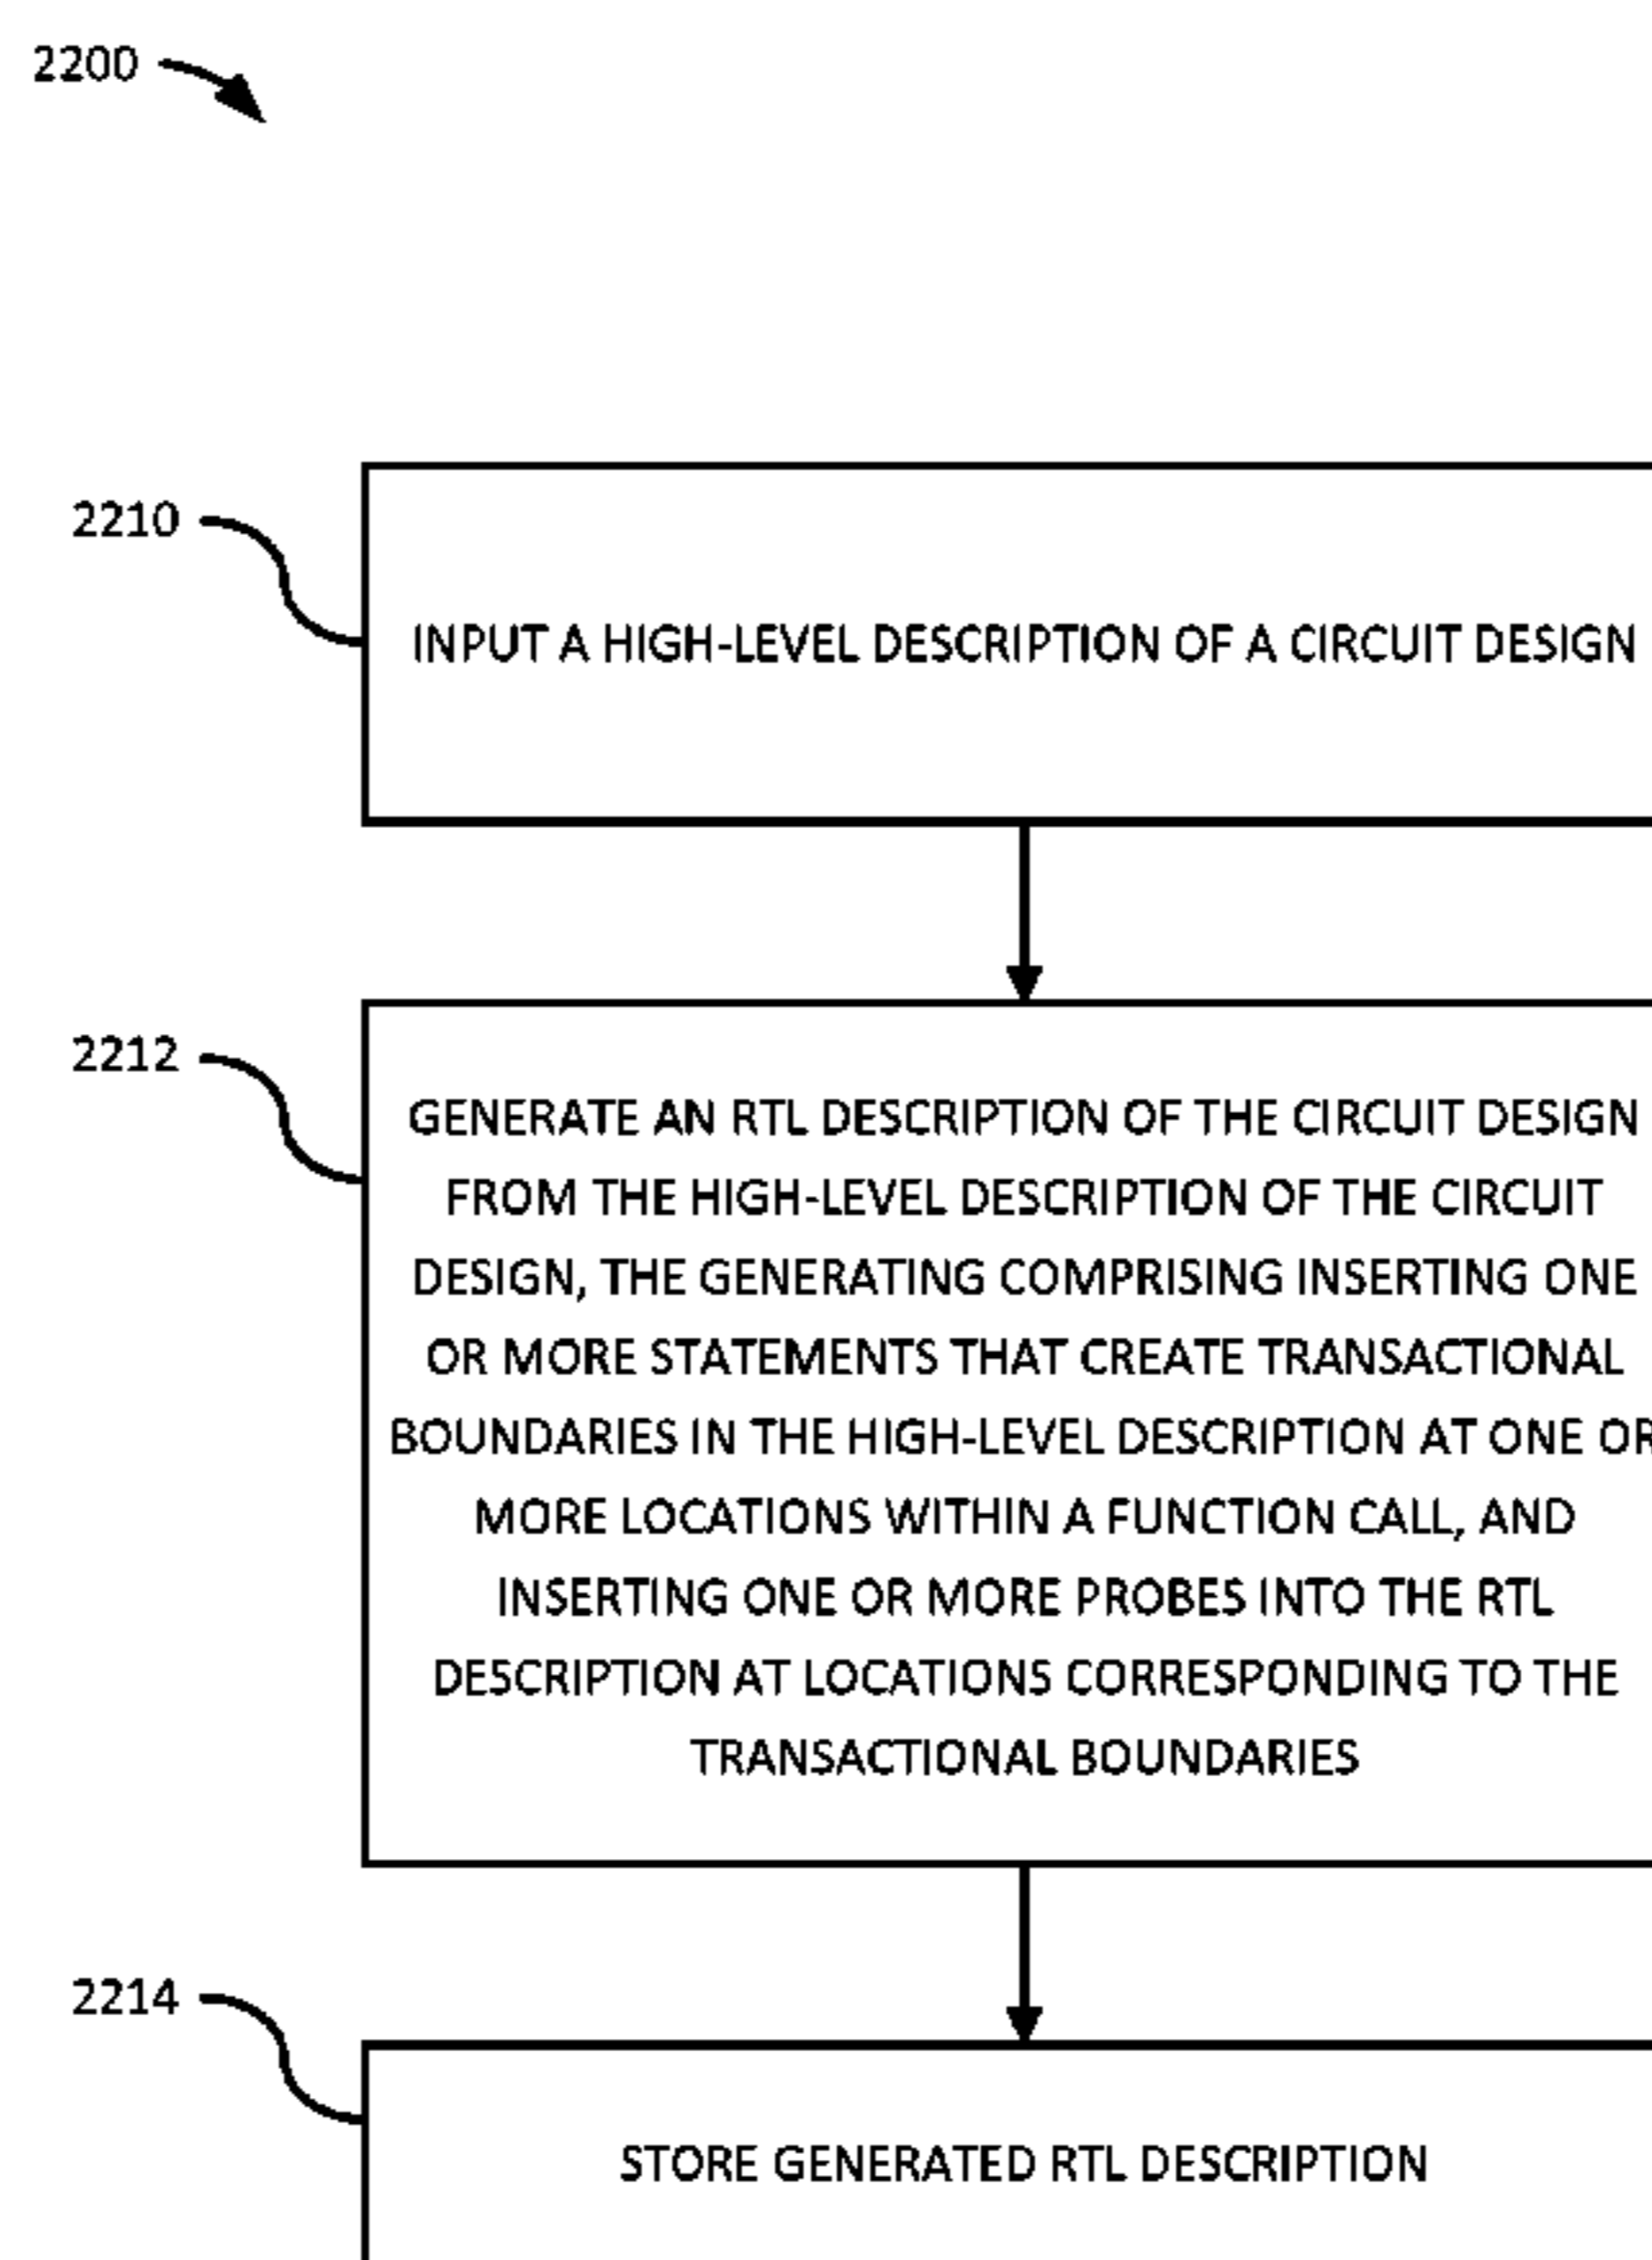 2200
2210
INPUT A HIGH-LEVEL DESCRIPTION OF A CIRCUIT DESIGN
2212
GENERATE AN RTL DESCRIPTION OF THE CIRCUIT DESIGN
FROM THE HIGH-LEVEL DESCRIPTION OF THE CIRCUIT
DESIGN, THE GENERATING COMPRISING INSERTING ONE
OR MORE STATEMENTS THAT CREATE TRANSACTIONAL
BOUNDARIES IN THE HIGH-LEVEL DESCRIPTION AT ONE OR
MORE LOCATIONS WITHIN A FUNCTION CALL, AND
INSERTING ONE OR MORE PROBES INTO THE RTL
DESCRIPTION AT LOCATIONS CORRESPONDING TO THE
TRANSACTIONAL BOUNDARIES
2214
STORE GENERATED RTL DESCRIPTION